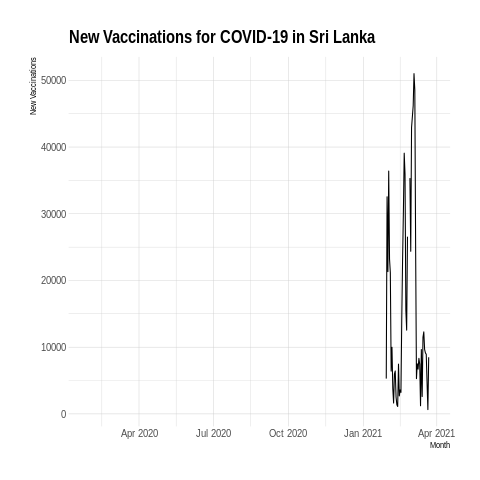 New Vaccinations for COVID-19 in Sri Lanka
New Vaccinations
50000
40000
30000
20000
10000
0
Apr 2020 Jul 2020 Oct 2020 Jan 2021 Apr 2021
Month